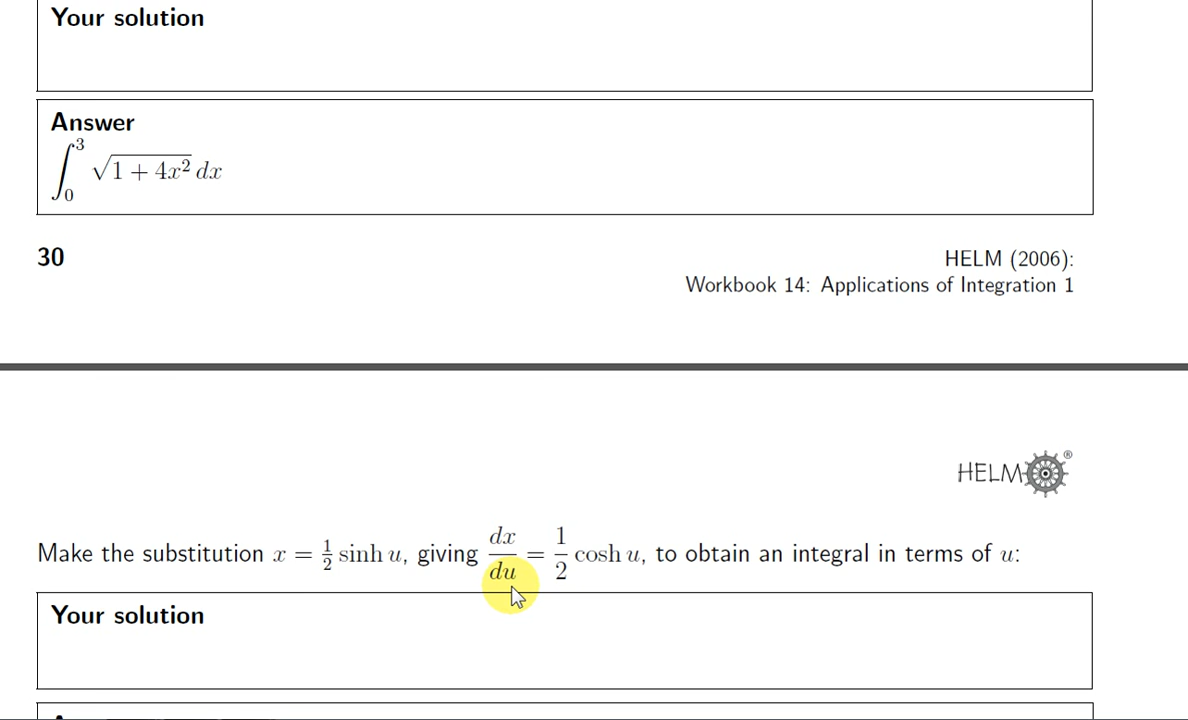 Your solution
Answer
∫₀³ √(1 + 4x²) dx
30
HELM (2006):
Workbook 14: Applications of Integration 1
HELM®
Make the substitution x = ½ sinh u, giving dx/du = 1/2 cosh u, to obtain an integral in terms of u:
Your solution